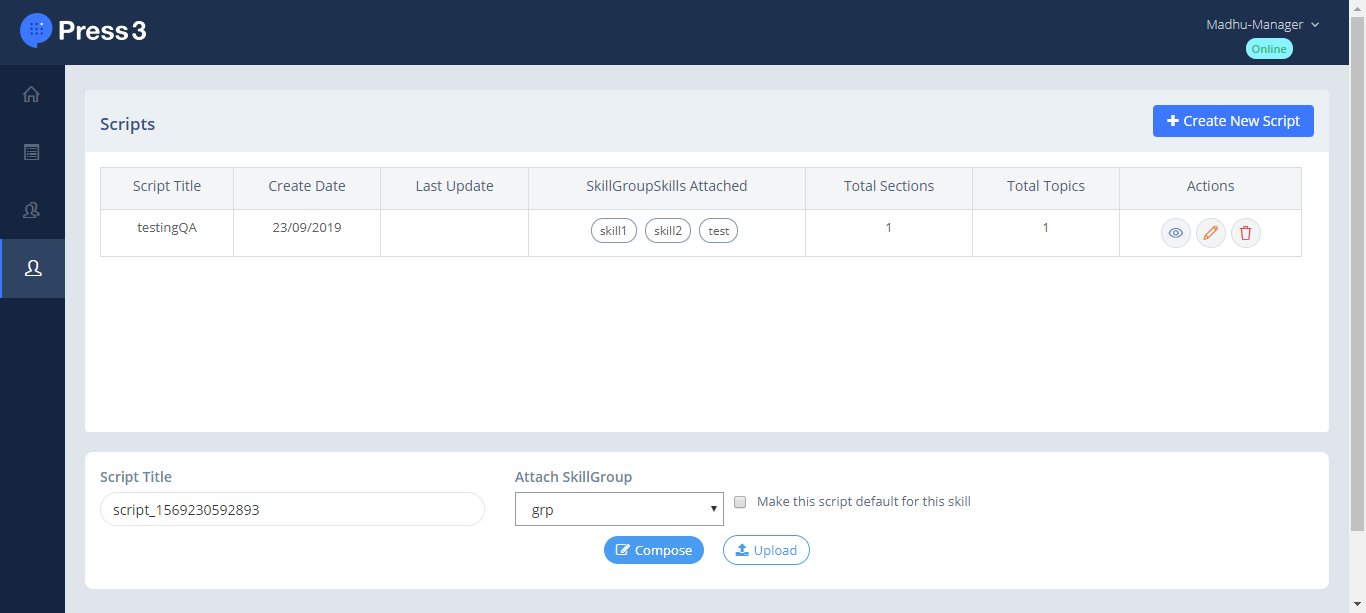 Press 3
Madhu-Manager
Online
Scripts
Create New Script
Script Title Create Date Last Update SkillGroupSkills Attached Total Sections Total Topics Actions
testingQA 23/09/2019 skill1 skill2 test 1 1
Script Title Attach SkillGroup
script_1569230592893 grp Make this script default for this skill
Compose Upload